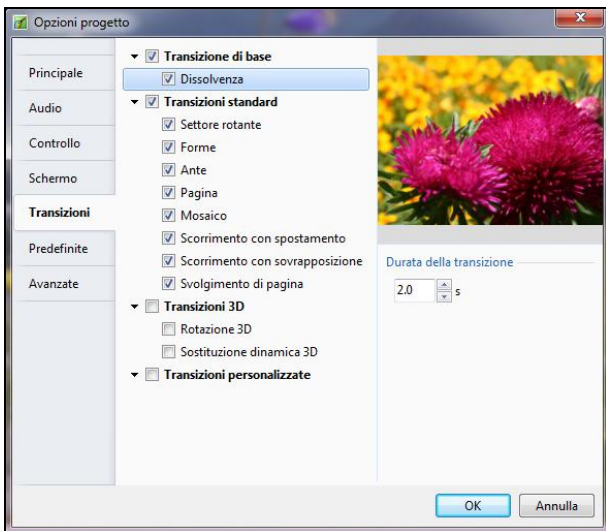 Opzioni progetto
Principale
Audio
Controllo
Schermo
Transizioni
Predefinite
Avanzate
Transizione di base
Dissolvenza
Transizioni standard
Settore rotante
Forme
Ante
Pagina
Mosaico
Scorrimento con spostamento
Scorrimento con sovrapposizione
Svolgimento di pagina
Transizioni 3D
Rotazione 3D
Sostituzione dinamica 3D
Transizioni personalizzate
Durata della transizione
2.0 s
OK Annulla